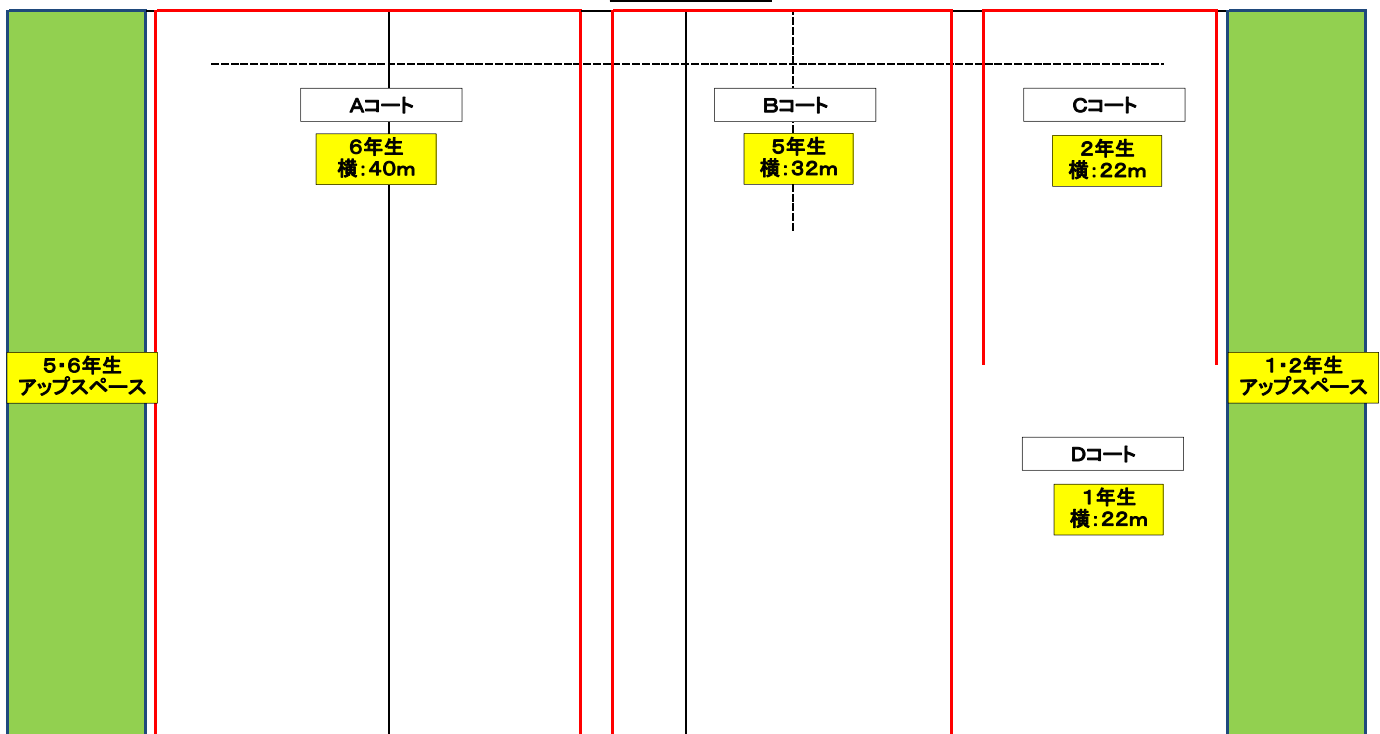 Aコート
6年生
横:40m
Bコート
5年生
横:32m
Cコート
2年生
横:22m
5・6年生
アップスペース
1・2年生
アップスペース
Dコート
1年生
横:22m